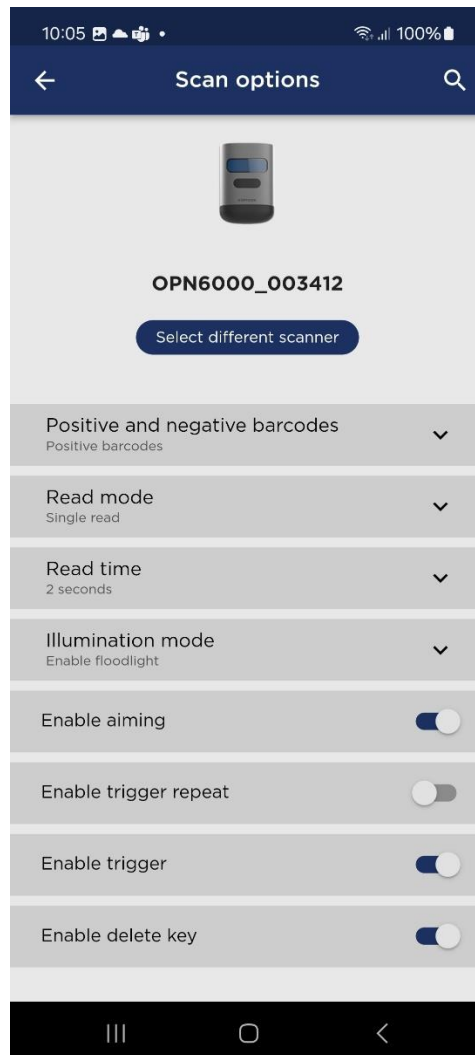 10:05
100%
Scan options
OPN6000_003412
Select different scanner
Positive and negative barcodes
Positive barcodes
Read mode
Single read
Read time
2 seconds
Illumination mode
Enable floodlight
Enable aiming
Enable trigger repeat
Enable trigger
Enable delete key